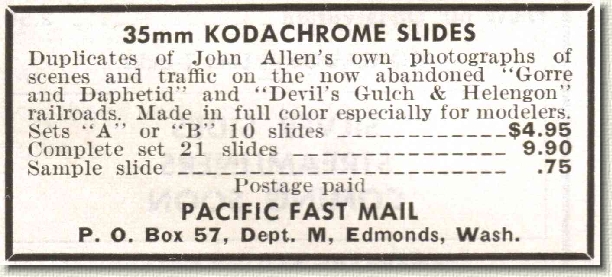 35mm KODACHROME SLIDES
Duplicates of John Allen's own photographs of
scenes and traffic on the now abandoned "Gorre
and Daphetid" and "Devil's Gulch & Helengon"
railroads. Made in full color especially for modelers.
Sets "A" or "B" 10 slides ____________$4.95
Complete set 21 slides ______________ 9.90
Sample slide ________________________ .75
Postage paid
PACIFIC FAST MAIL
P. O. Box 57, Dept. M, Edmonds, Wash.